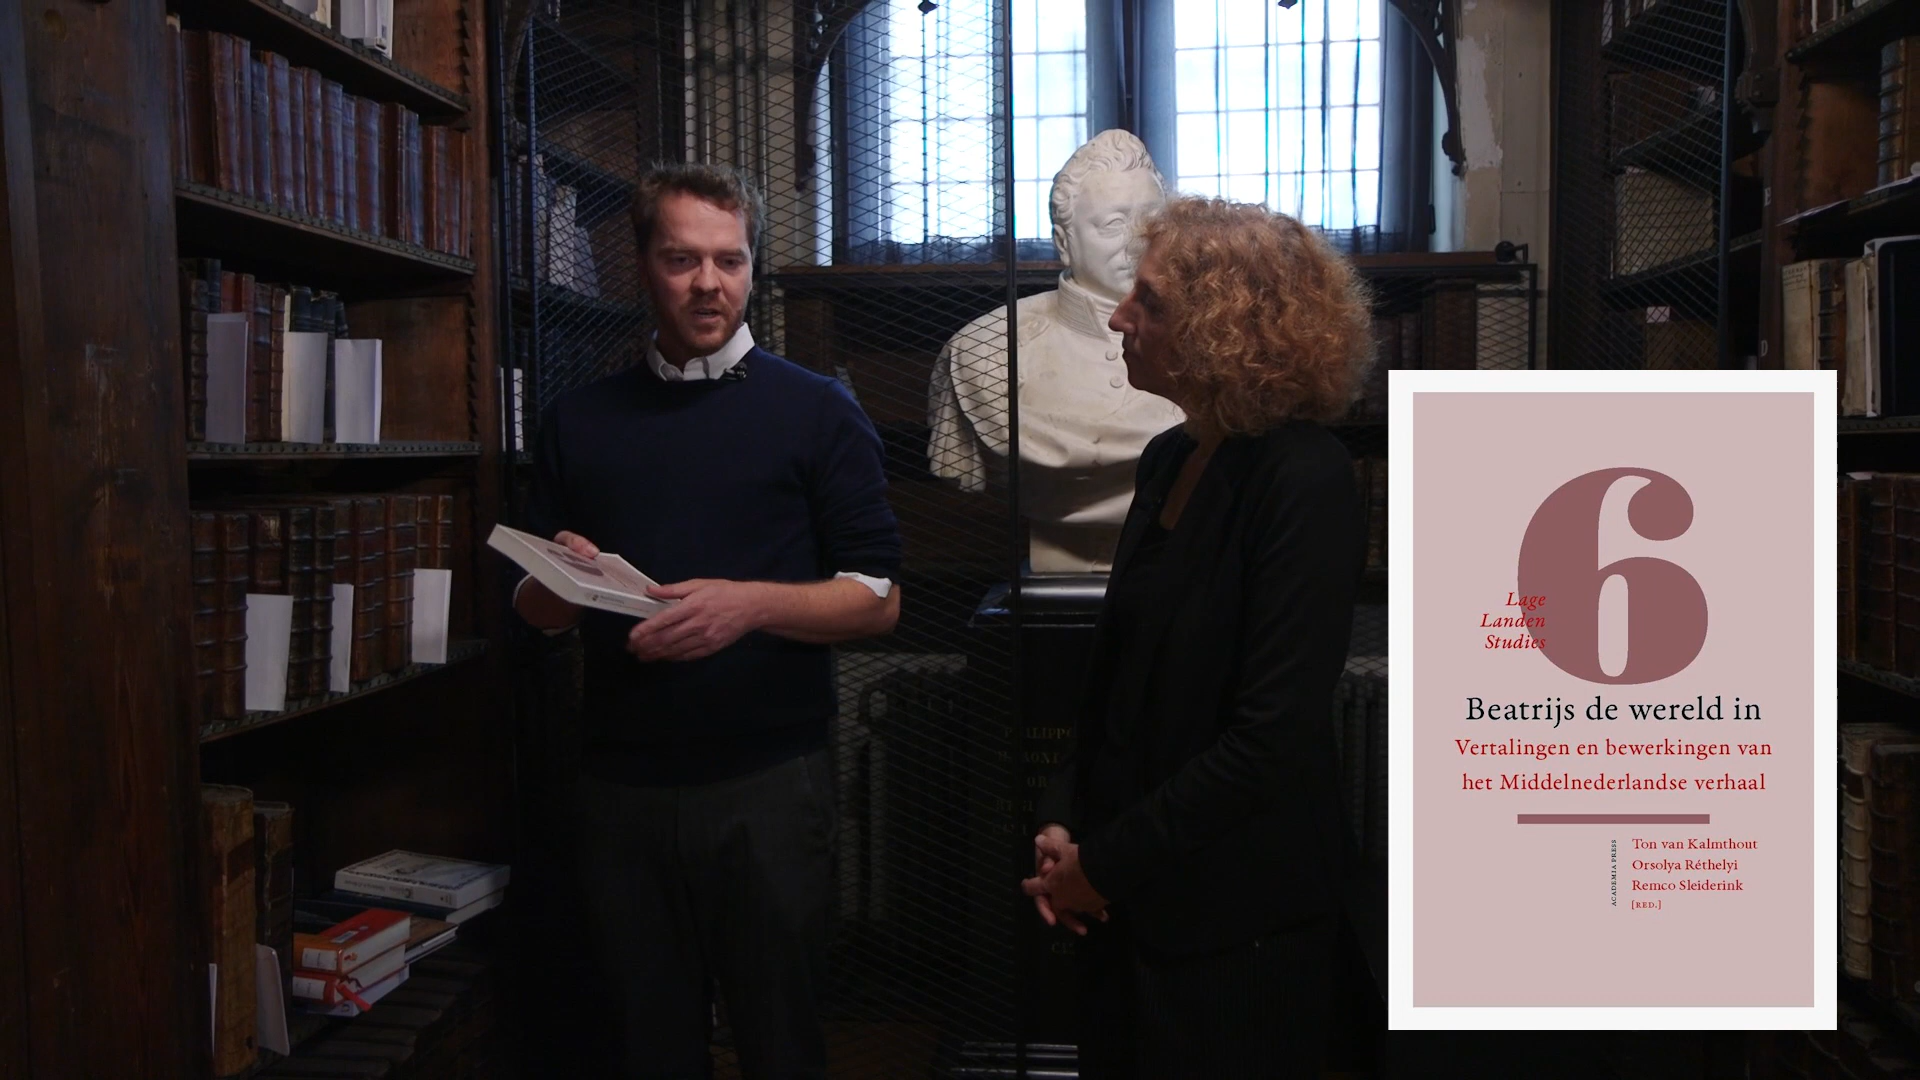 6
Lage
Landen
Studies
Beatrijs de wereld in
Vertalingen en bewerkingen van
het Middelnederlandse verhaal
ACADEMIA PRESS
Ton van Kalmthout
Orsolya Réthelyi
Remco Sleiderink
[RED.]